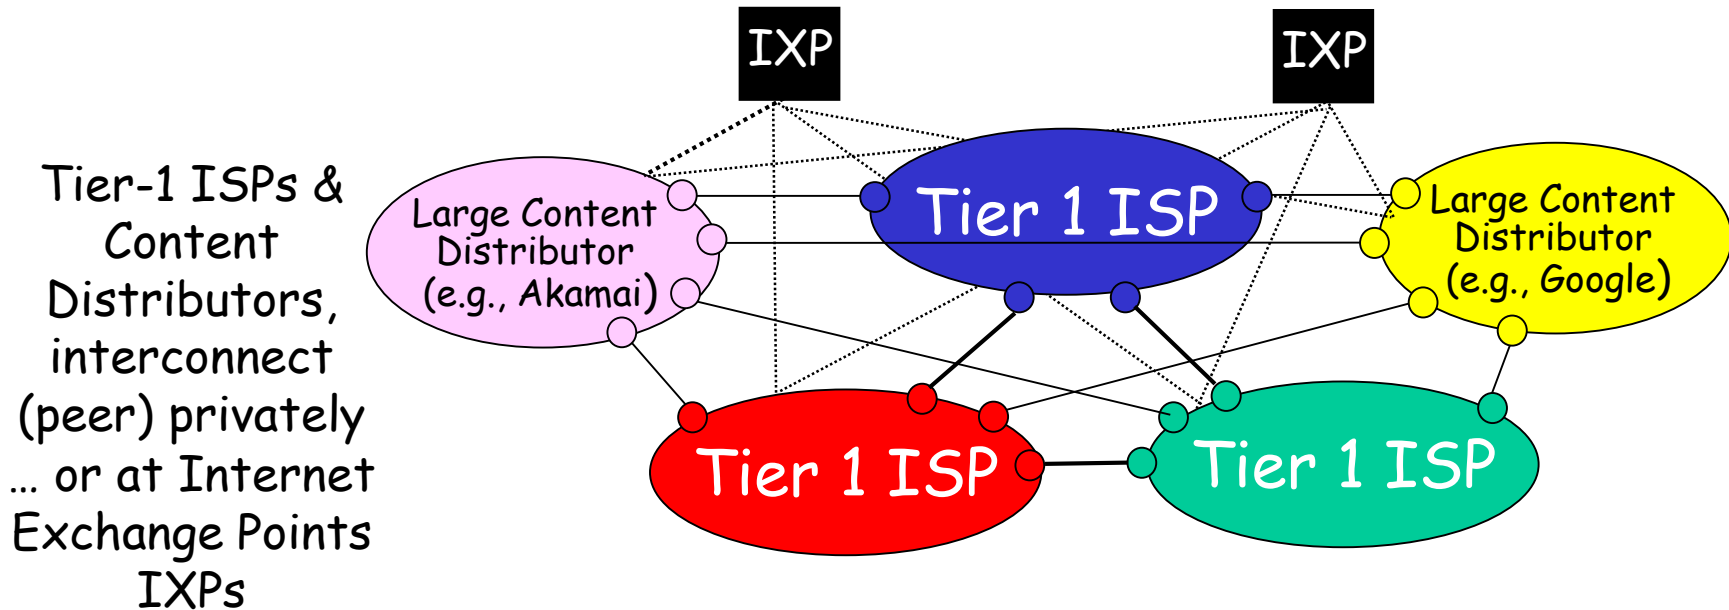 IXP
IXP
Tier-1 ISPs &
Content
Distributors,
interconnect
(peer) privately
... or at Internet
Exchange Points
IXPs
Large Content
Distributor
(e.g., Akamai)
Tier 1 ISP
Large Content
Distributor
(e.g., Google)
Tier 1 ISP
Tier 1 ISP